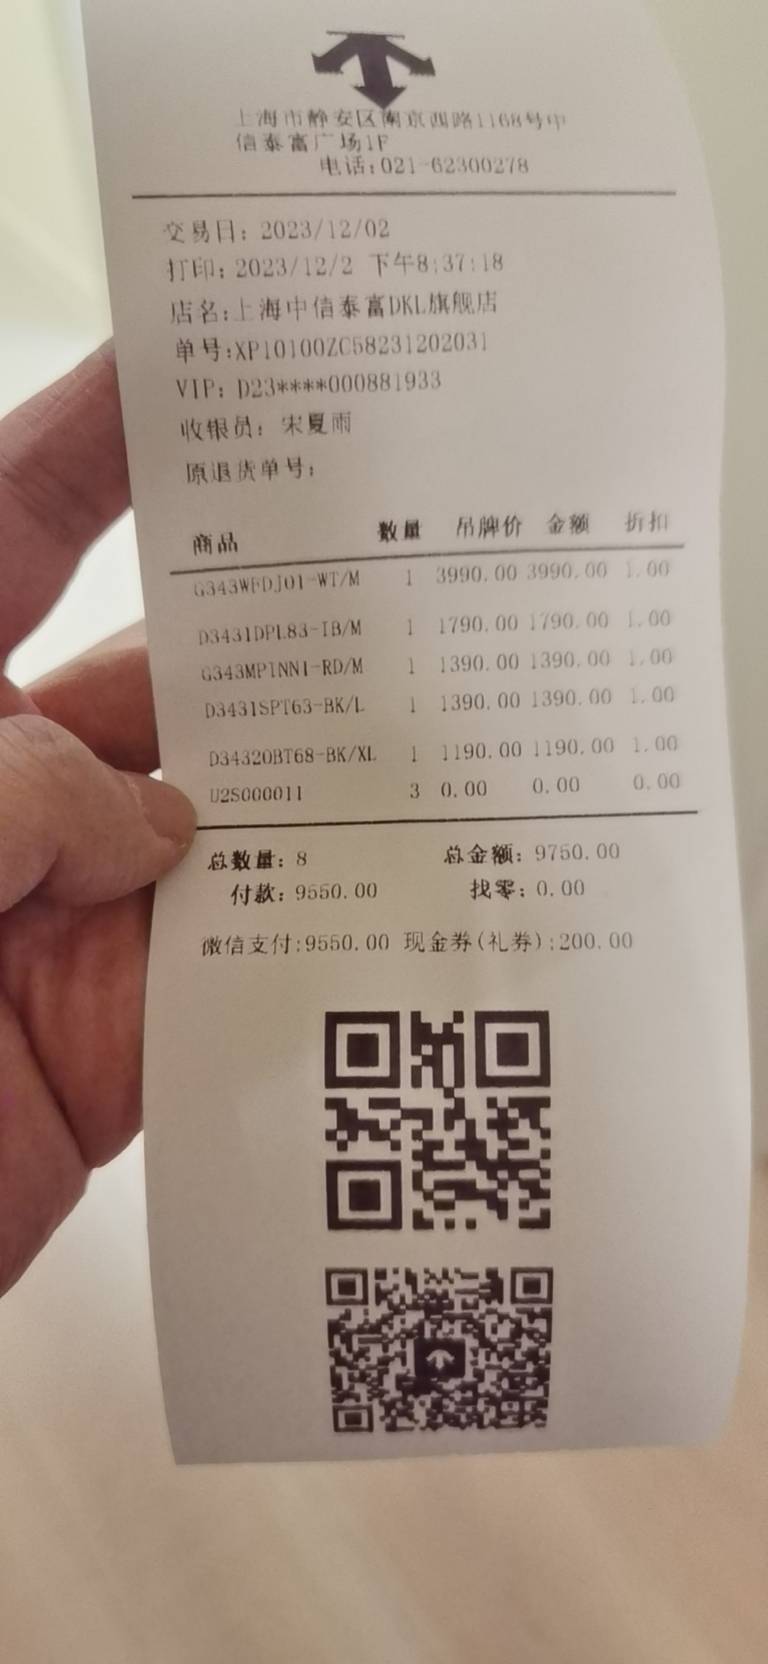 上海市静安区南京西路1168号中
信泰富广场1F
电话:021-62300278
交易日: 2023/12/02
打印: 2023/12/2 下午8:37:18
店名:上海中信泰富DKL旗舰店
单号:XP10100ZC58231202031
VIP: D23****000881933
收银员: 宋夏雨
原退货单号:
商品 数量 吊牌价 金额 折扣
G343WFDJ01-WT/M 1 3990.00 3990.00 1.00
D3431DPL83-IB/M 1 1790.00 1790.00 1.00
G343MPINN1-RD/M 1 1390.00 1390.00 1.00
D3431SPT63-BK/L 1 1390.00 1390.00 1.00
D3432OBT68-BK/XL 1 1190.00 1190.00 1.00
U2S000011 3 0.00 0.00 0.00
总数量: 8 总金额: 9750.00
付款: 9550.00 找零: 0.00
微信支付:9550.00 现金券(礼券):200.00